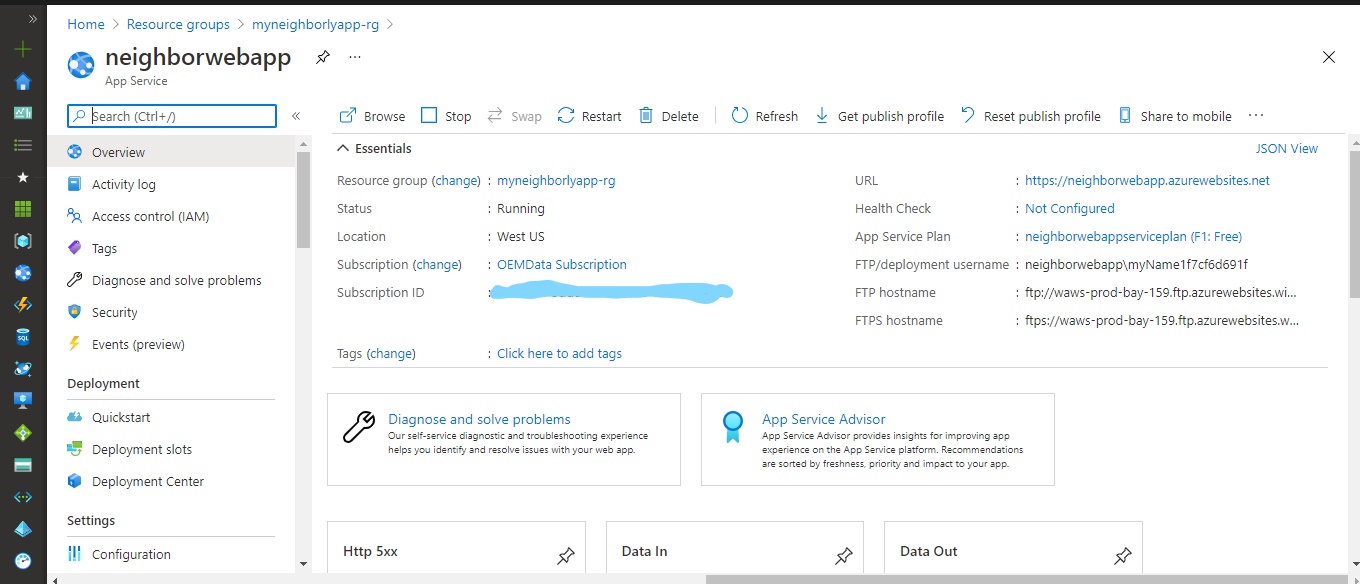 Home > Resource groups > myneighborlyapp-rg >
neighborwebapp
App Service
Search (Ctrl+/)
Overview
Activity log
Access control (IAM)
Tags
Diagnose and solve problems
Security
Events (preview)
Deployment
Quickstart
Deployment slots
Deployment Center
Settings
Configuration
Browse Stop Swap Restart Delete Refresh Get publish profile Reset publish profile Share to mobile ...
Essentials JSON View
Resource group (change) : myneighborlyapp-rg
Status : Running
Location : West US
Subscription (change) : OEMData Subscription
Subscription ID :
Tags (change) : Click here to add tags
URL : https://neighborwebapp.azurewebsites.net
Health Check : Not Configured
App Service Plan : neighborwebappserviceplan (F1: Free)
FTP/deployment username : neighborwebapp\myName1f7cf6d691f
FTP hostname : ftp://waws-prod-bay-159.ftp.azurewebsites.wi...
FTPS hostname : ftps://waws-prod-bay-159.ftp.azurewebsites.w...
Diagnose and solve problems
Our self-service diagnostic and troubleshooting experience
helps you identify and resolve issues with your web app.
App Service Advisor
App Service Advisor provides insights for improving app
experience on the App Service platform. Recommendations
are sorted by freshness, priority and impact to your app.
Http 5xx
Data In
Data Out
SQL